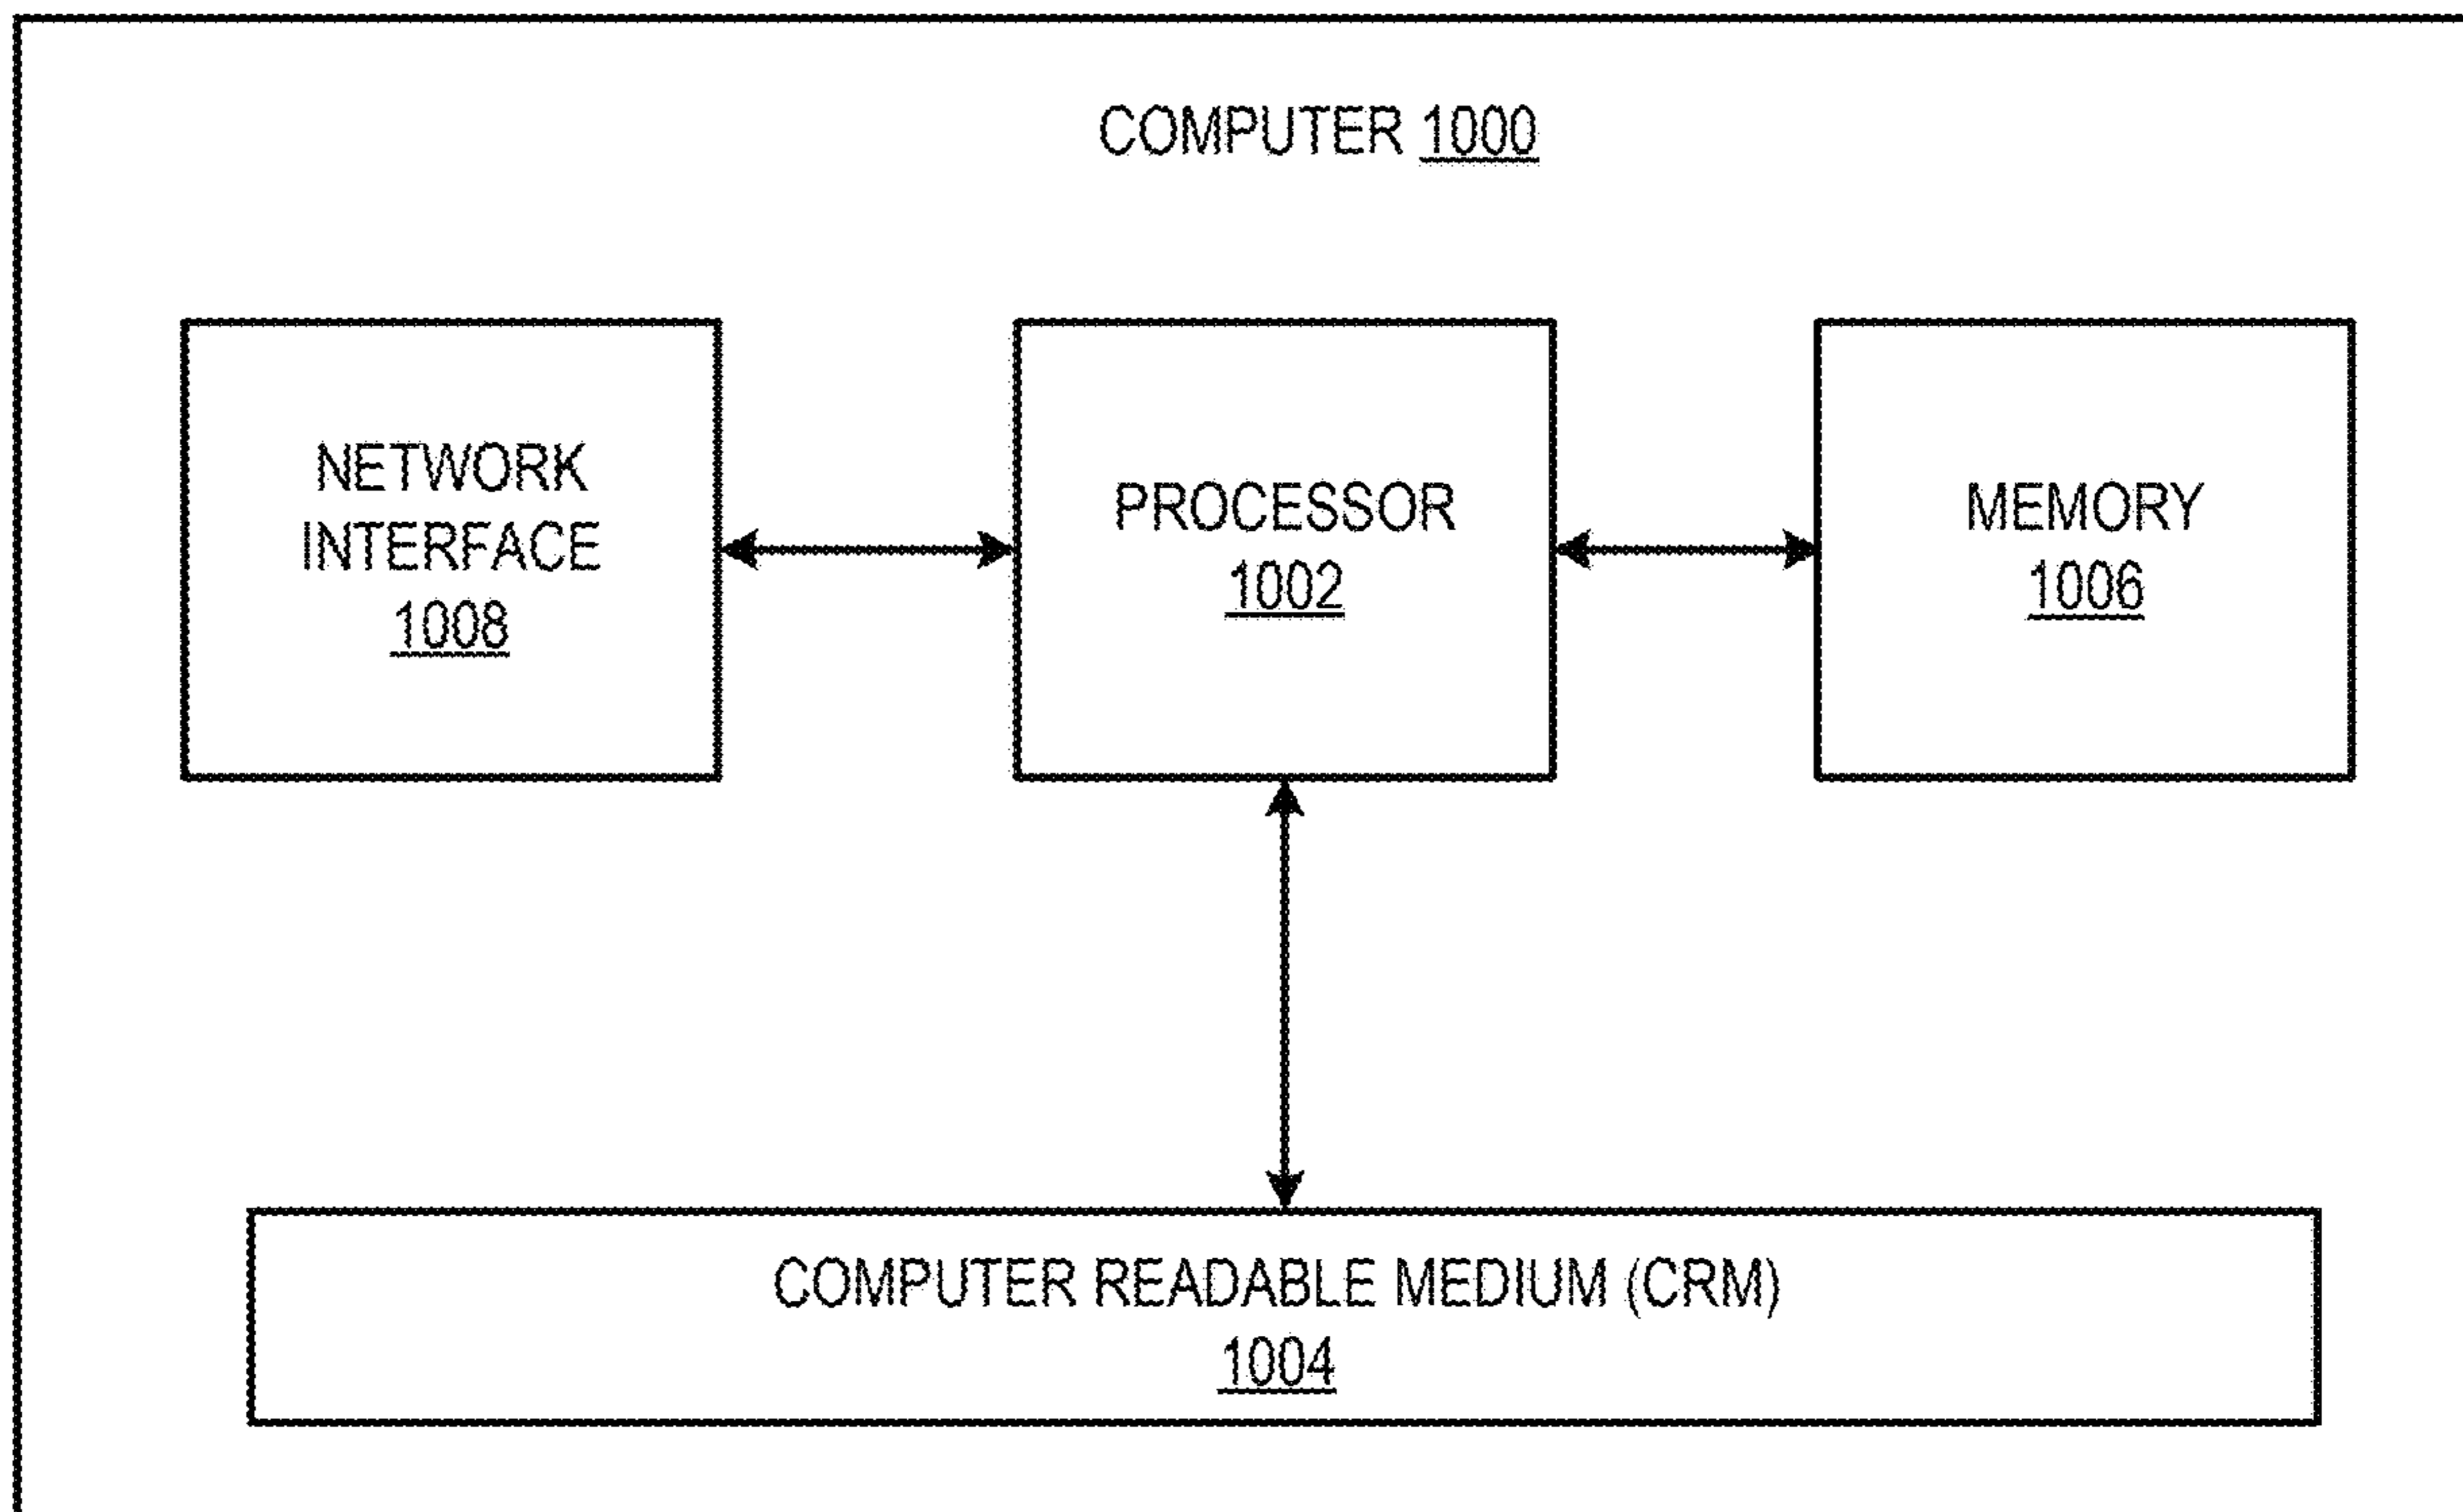 COMPUTER 1000
NETWORK
INTERFACE
1008
PROCESSOR
1002
MEMORY
1006
COMPUTER READABLE MEDIUM (CRM)
1004